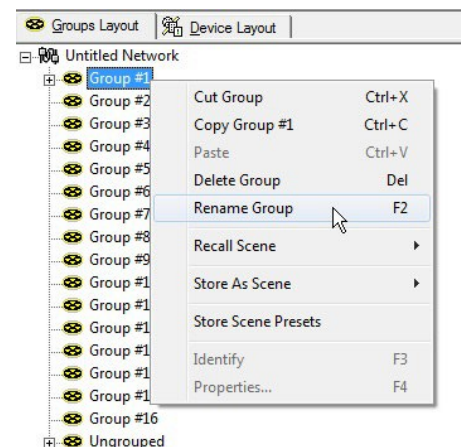 Groups Layout Device Layout
Untitled Network
Group #1
Group #2
Group #3
Group #4
Group #5
Group #6
Group #7
Group #8
Group #9
Group #1
Group #1
Group #1
Group #1
Group #1
Group #1
Group #16
Ungrouped
Cut Group Ctrl+X
Copy Group #1 Ctrl+C
Paste Ctrl+V
Delete Group Del
Rename Group F2
Recall Scene
Store As Scene
Store Scene Presets
Identify F3
Properties... F4